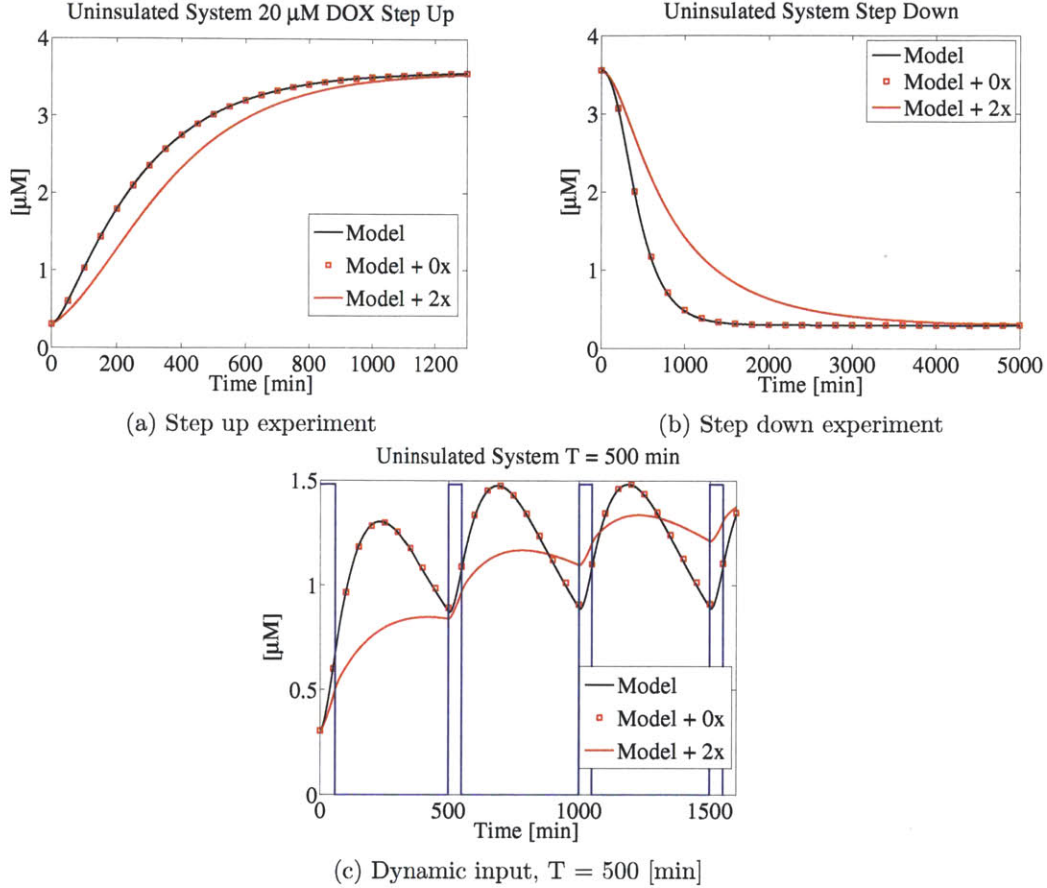 Uninsulated System 20 μM DOX Step Up
4
3
2
1
0
[μM]
Model
Model + 0x
Model + 2x
0 200 400 600 800 1000 1200
Time [min]
(a) Step up experiment
Uninsulated System Step Down
4
3
2
1
0
[μM]
Model
Model + 0x
Model + 2x
0 1000 2000 3000 4000 5000
Time [min]
(b) Step down experiment
Uninsulated System T = 500 min
1.5
1
0.5
0
[μM]
Model
Model + 0x
Model + 2x
0 500 1000 1500
Time [min]
(c) Dynamic input, T = 500 [min]